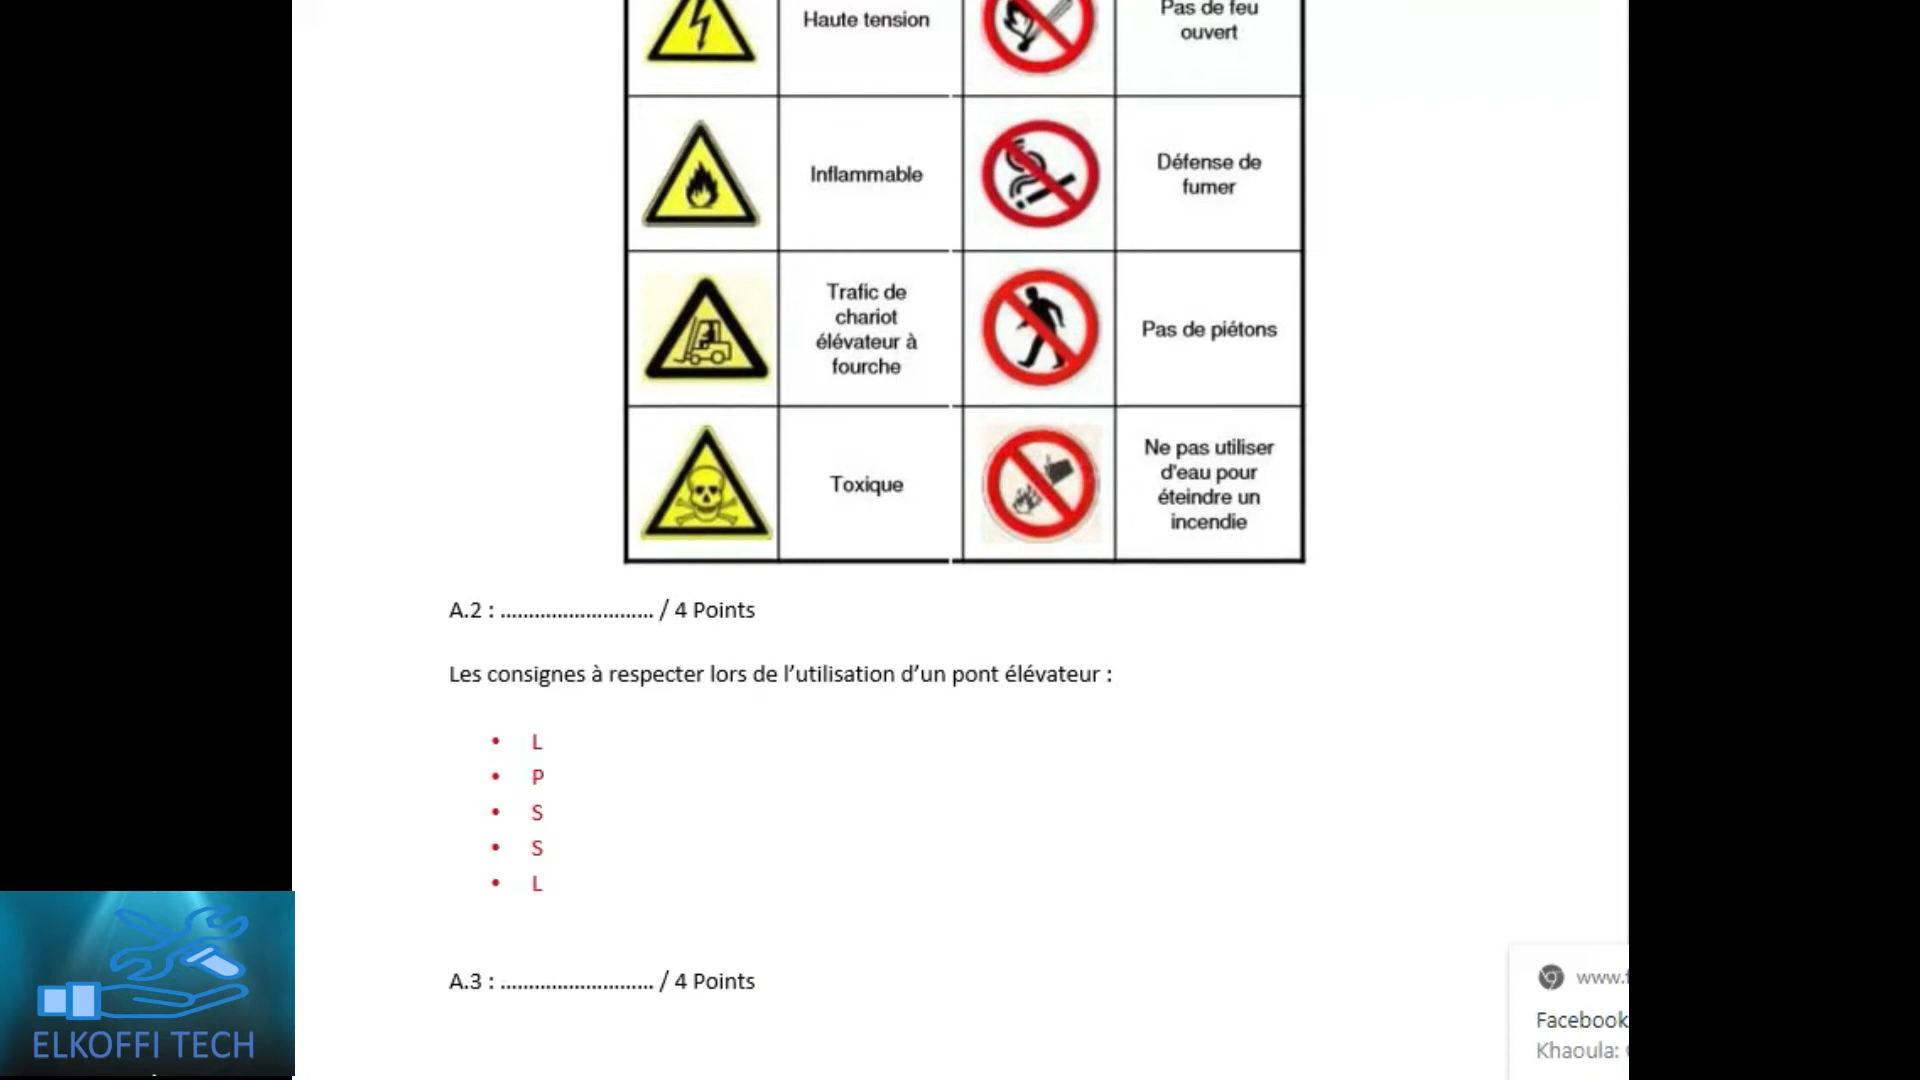 Haute tension
Pas de feu
ouvert
Inflammable
Défense de
fumer
Trafic de
chariot
élévateur à
fourche
Pas de piétons
Toxique
Ne pas utiliser
d'eau pour
éteindre un
incendie
A.2 : ........................... / 4 Points
Les consignes à respecter lors de l’utilisation d’un pont élévateur :
• L
• P
• S
• S
• L
A.3 : ........................... / 4 Points
www.
Facebook
Khaoula:
ELKOFFI TECH